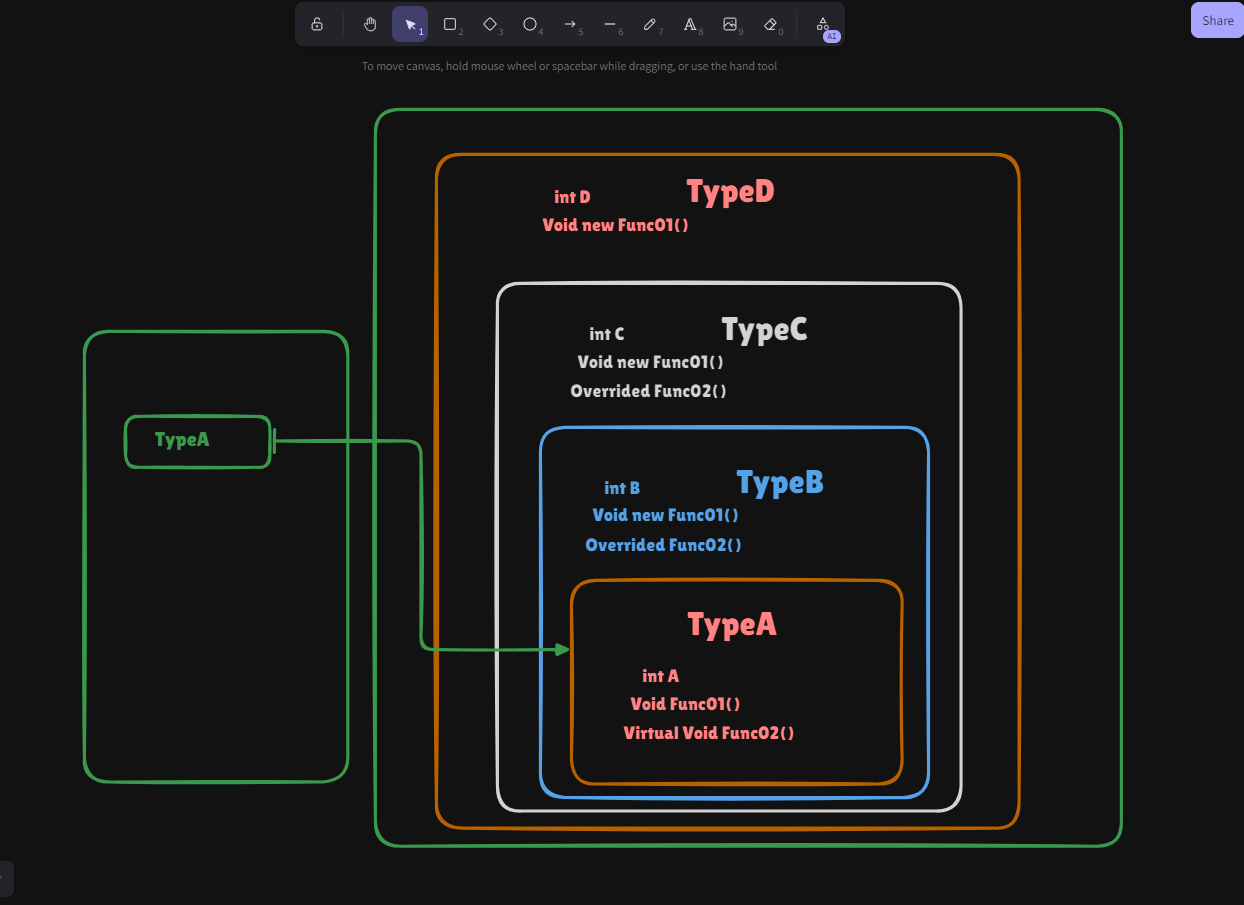 1
2
3
4
5
6
7
A 8
9
0
AI
Share
To move canvas, hold mouse wheel or spacebar while dragging, or use the hand tool
int D
TypeD
Void new Func01()
int C
TypeC
Void new Func01()
Overrided Func02()
TypeA
int B
TypeB
Void new Func01()
Overrided Func02()
TypeA
int A
Void Func01()
Virtual Void Func02()